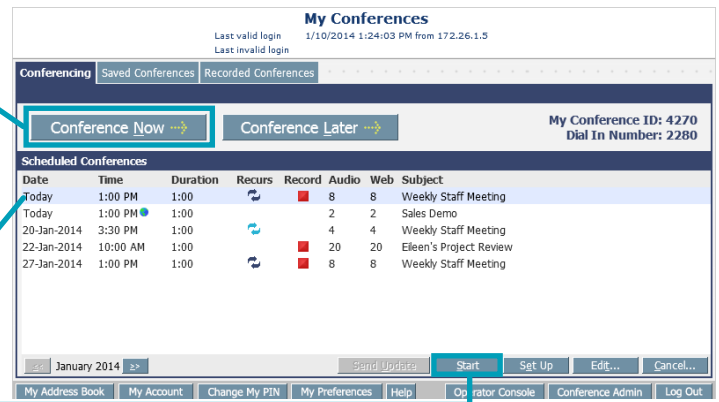 My Conferences
Last valid login 1/10/2014 1:24:03 PM from 172.26.1.5
Last invalid login
Conferencing Saved Conferences Recorded Conferences
Conference Now Conference Later
My Conference ID: 4270
Dial In Number: 2280
Scheduled Conferences
Date Time Duration Recurs Record Audio Web Subject
Today 1:00 PM 1:00 8 8 Weekly Staff Meeting
Today 1:00 PM 1:00 2 2 Sales Demo
20-Jan-2014 3:30 PM 1:00 4 4 Weekly Staff Meeting
22-Jan-2014 10:00 AM 1:00 20 20 Eileen's Project Review
27-Jan-2014 1:00 PM 1:00 8 8 Weekly Staff Meeting
<< January 2014 >> Send Update Start Set Up Edit... Cancel...
My Address Book My Account Change My PIN My Preferences Help Operator Console Conference Admin Log Out